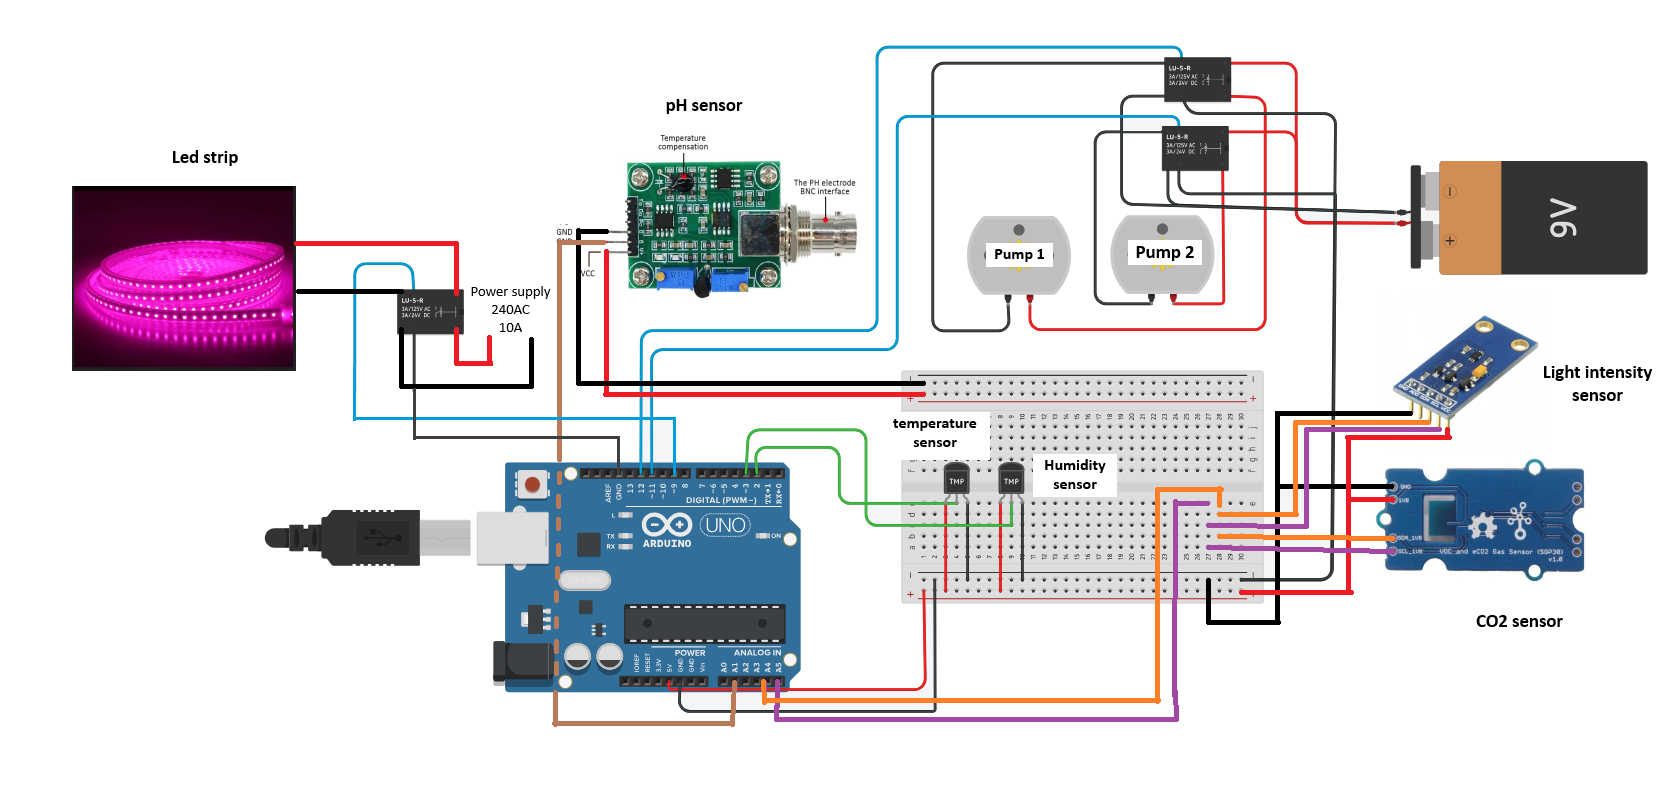 Led strip
pH sensor
Temperature
compensation
The PH electrode
BNC interface
GND
VCC
LU-5-R
3A/125V AC
3A/24V DC
Power supply
240AC
10A
LU-5-R
3A/125V AC
3A/24V DC
LU-5-R
3A/125V AC
3A/24V DC
Pump 1
Pump 2
9V
Light intensity
sensor
temperature
sensor
Humidity
sensor
TMP
TMP
AREF
GND
13
12
~11
~10
~9
8
7
~6
~5
4
~3
2
TX→1
RX←0
DIGITAL (PWM~)
L
TX
RX
ON
UNO
ARDUINO
POWER
ANALOG IN
IOREF
RESET
3.3V
5V
GND
GND
Vin
A0
A1
A2
A3
A4
A5
GND
1V8
SDA_1V8
SCL_1V8
VOC and eCO2 Gas Sensor (SGP30)
v1.0
CO2 sensor